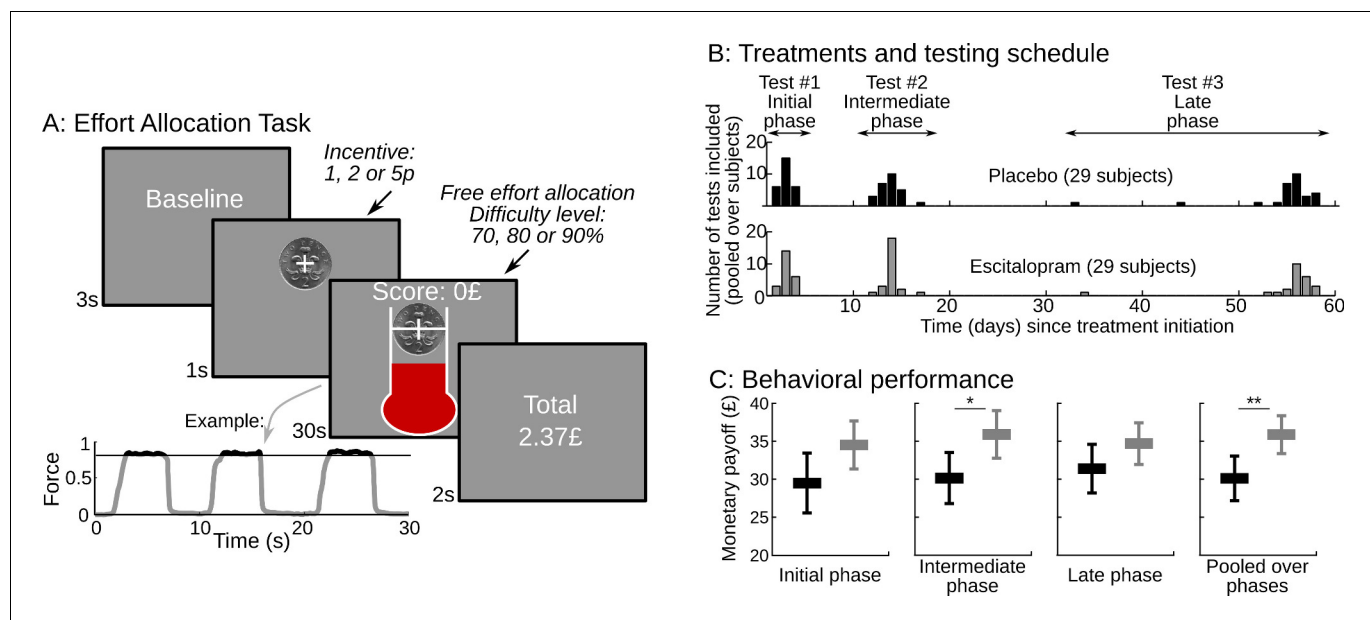 A: Effort Allocation Task
Baseline
3s
Incentive:
1, 2 or 5p
1s
Free effort allocation
Difficulty level:
70, 80 or 90%
Score: 0£
30s
Total
2.37£
2s
Example:
Force
1
0.5
0
0 10 20 30
Time (s)
B: Treatments and testing schedule
Test #1
Initial
phase
Test #2
Intermediate
phase
Test #3
Late
phase
Number of tests included
(pooled over subjects)
20
10
0
Placebo (29 subjects)
20
10
0
Escitalopram (29 subjects)
10 20 30 40 50 60
Time (days) since treatment initiation
C: Behavioral performance
Monetary payoff (£)
40
35
30
25
20
*
**
Initial phase
Intermediate
phase
Late phase
Pooled over
phases